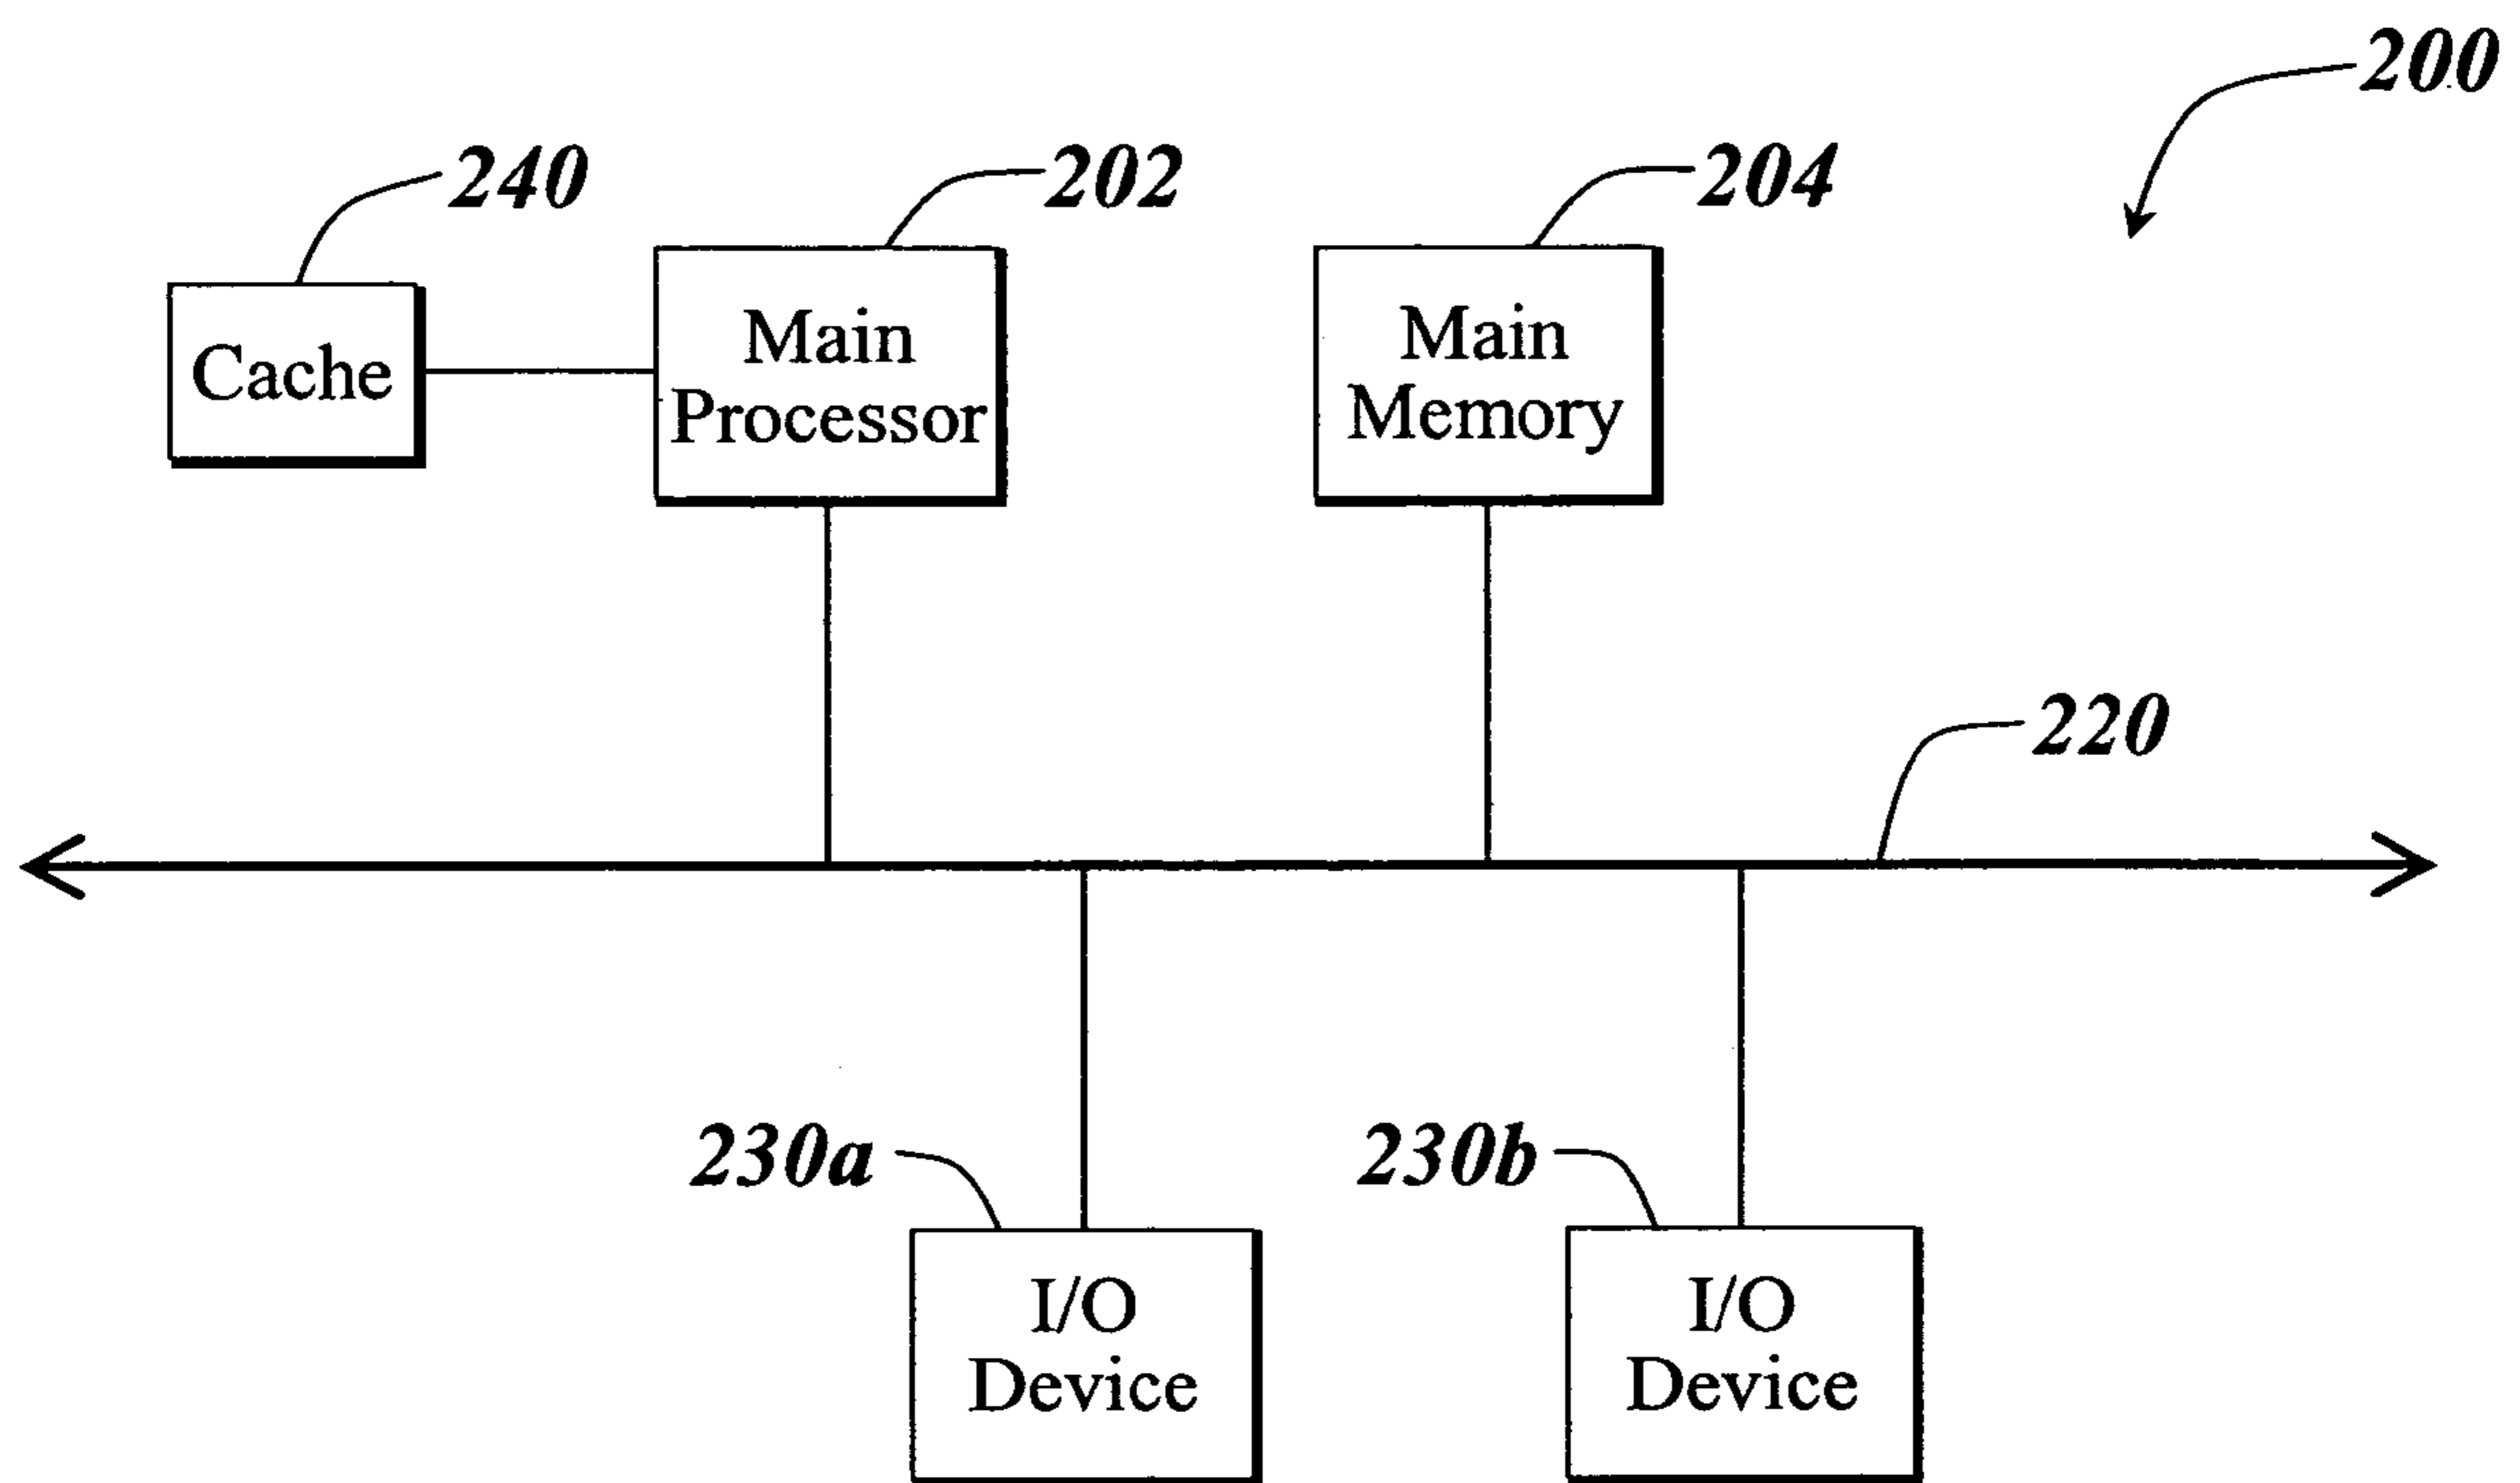 200
240
202
204
Cache
Main
Processor
Main
Memory
220
230a
230b
I/O
Device
I/O
Device